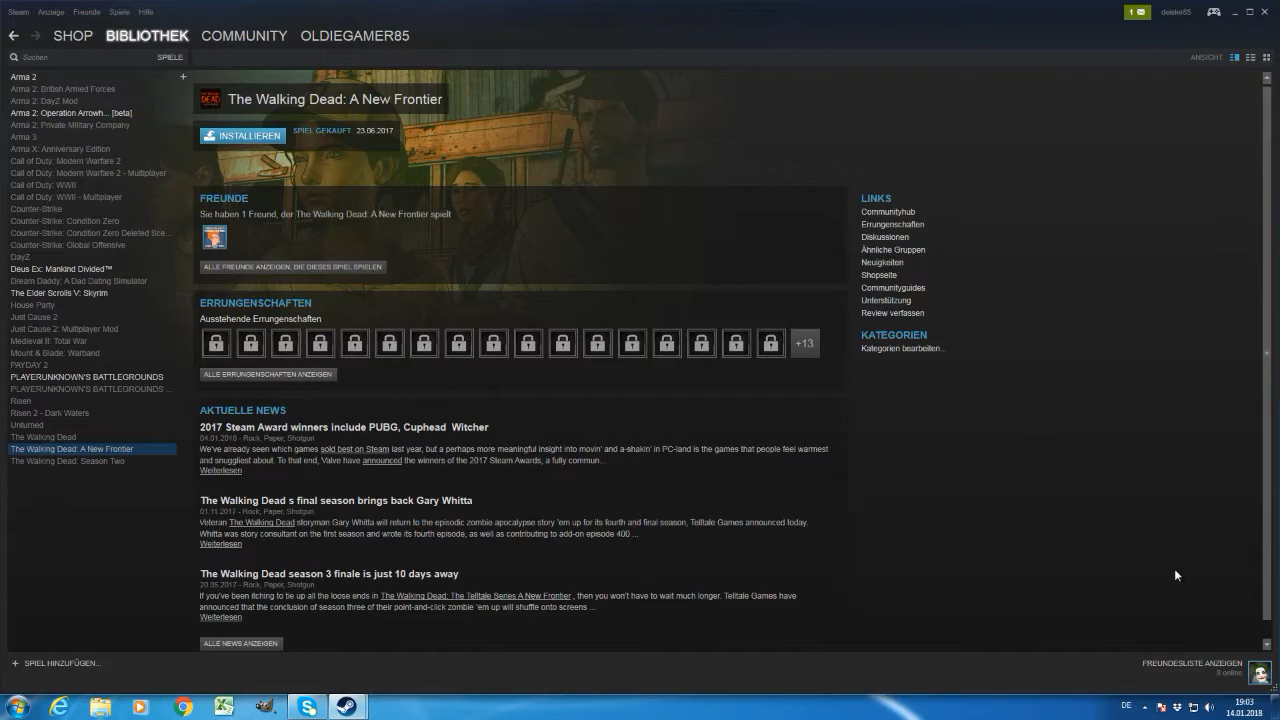 Steam Anzeige Freunde Spiele Hilfe
1
deisler85
SHOP BIBLIOTHEK COMMUNITY OLDIEGAMER85
Suchen SPIELE
ANSICHT
Arma 2
Arma 2: British Armed Forces
Arma 2: DayZ Mod
Arma 2: Operation Arrowh... [beta]
Arma 2: Private Military Company
Arma 3
Arma X: Anniversary Edition
Call of Duty: Modern Warfare 2
Call of Duty: Modern Warfare 2 - Multiplayer
Call of Duty: WWII
Call of Duty: WWII - Multiplayer
Counter-Strike
Counter-Strike: Condition Zero
Counter-Strike: Condition Zero Deleted Sce...
Counter-Strike: Global Offensive
DayZ
Deus Ex: Mankind Divided™
Dream Daddy: A Dad Dating Simulator
The Elder Scrolls V: Skyrim
House Party
Just Cause 2
Just Cause 2: Multiplayer Mod
Medieval II: Total War
Mount & Blade: Warband
PAYDAY 2
PLAYERUNKNOWN'S BATTLEGROUNDS
PLAYERUNKNOWN'S BATTLEGROUNDS ...
Risen
Risen 2 - Dark Waters
Unturned
The Walking Dead
The Walking Dead: A New Frontier
The Walking Dead: Season Two
The Walking Dead: A New Frontier
INSTALLIEREN SPIEL GEKAUFT 23.06.2017
FREUNDE
Sie haben 1 Freund, der The Walking Dead: A New Frontier spielt
ALLE FREUNDE ANZEIGEN, DIE DIESES SPIEL SPIELEN
ERRUNGENSCHAFTEN
Ausstehende Errungenschaften
+13
ALLE ERRUNGENSCHAFTEN ANZEIGEN
AKTUELLE NEWS
2017 Steam Award winners include PUBG, Cuphead Witcher
04.01.2018 - Rock, Paper, Shotgun
We've already seen which games sold best on Steam last year, but a perhaps more meaningful insight into movin' and a-shakin' in PC-land is the games that people feel warmest
and snuggliest about. To that end, Valve have announced the winners of the 2017 Steam Awards, a fully commun...
Weiterlesen
The Walking Dead s final season brings back Gary Whitta
01.11.2017 - Rock, Paper, Shotgun
Veteran The Walking Dead storyman Gary Whitta will return to the episodic zombie apocalypse story 'em up for its fourth and final season, Telltale Games announced today.
Whitta was story consultant on the first season and wrote its fourth episode, as well as contributing to add-on episode 400 ...
Weiterlesen
The Walking Dead season 3 finale is just 10 days away
20.05.2017 - Rock, Paper, Shotgun
If you've been itching to tie up all the loose ends in The Walking Dead: The Telltale Series A New Frontier , then you won't have to wait much longer. Telltale Games have
announced that the conclusion of season three of their point-and-click zombie 'em up will shuffle onto screens ...
Weiterlesen
ALLE NEWS ANZEIGEN
LINKS
Communityhub
Errungenschaften
Diskussionen
Ähnliche Gruppen
Neuigkeiten
Shopseite
Communityguides
Unterstützung
Review verfassen
KATEGORIEN
Kategorien bearbeiten...
+ SPIEL HINZUFÜGEN...
FREUNDESLISTE ANZEIGEN
8 online
DE
19:03
14.01.2018